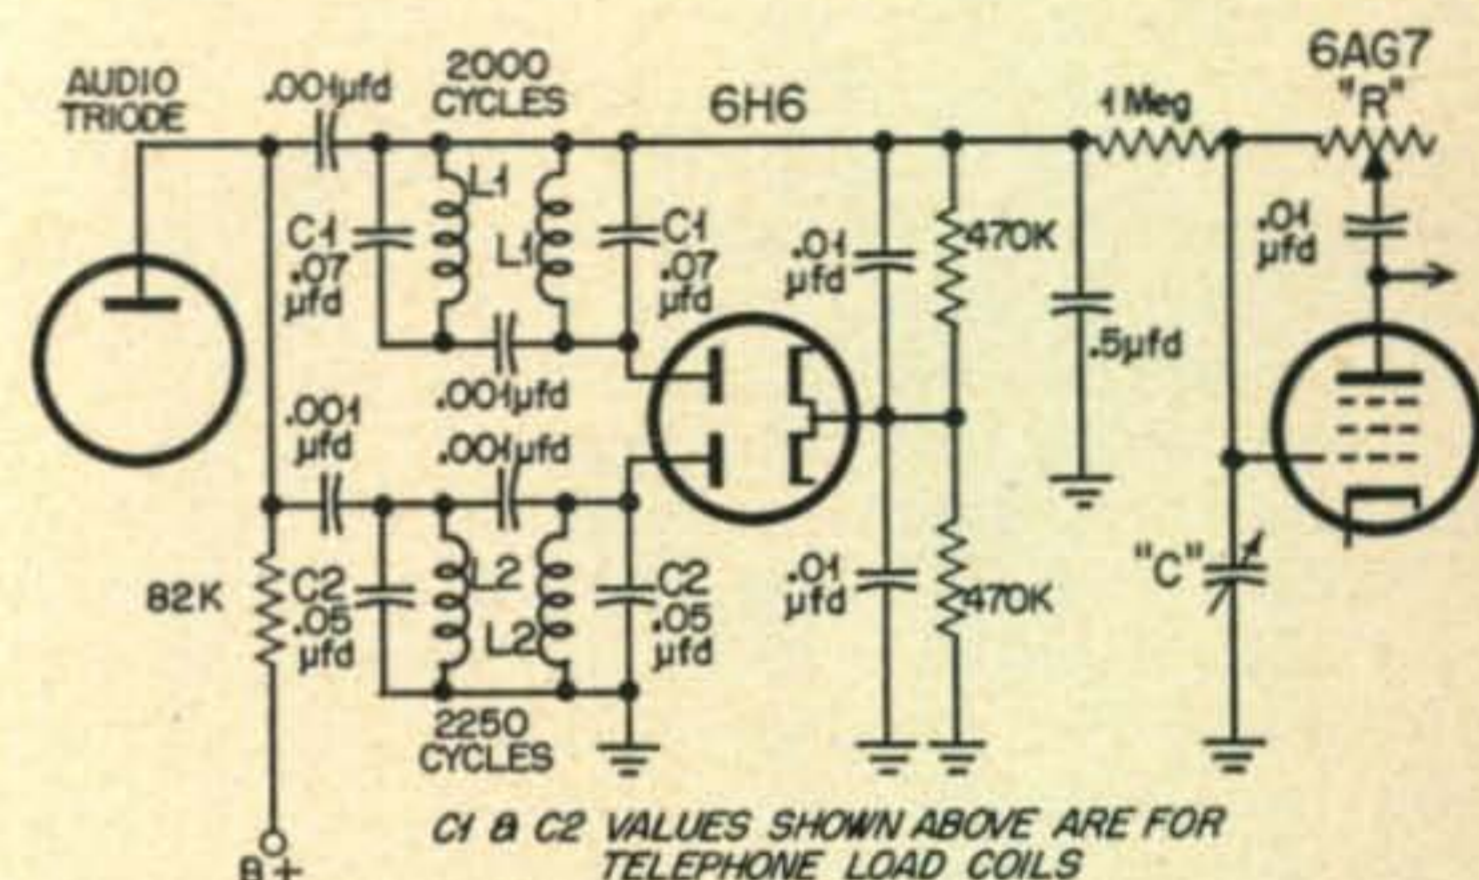 AUDIO
TRIODE
.001µfd
2000
CYCLES
6H6
1 Meg
6AG7
"R"
C1
.07
µfd
L1
L1
C1
.07
µfd
.01
µfd
470K
.01
µfd
.5µfd
.001µfd
.001
µfd
.001µfd
82K
C2
.05
µfd
L2
L2
C2
.05
µfd
.01
µfd
470K
"C"
2250
CYCLES
B+
C1 & C2 VALUES SHOWN ABOVE ARE FOR
TELEPHONE LOAD COILS